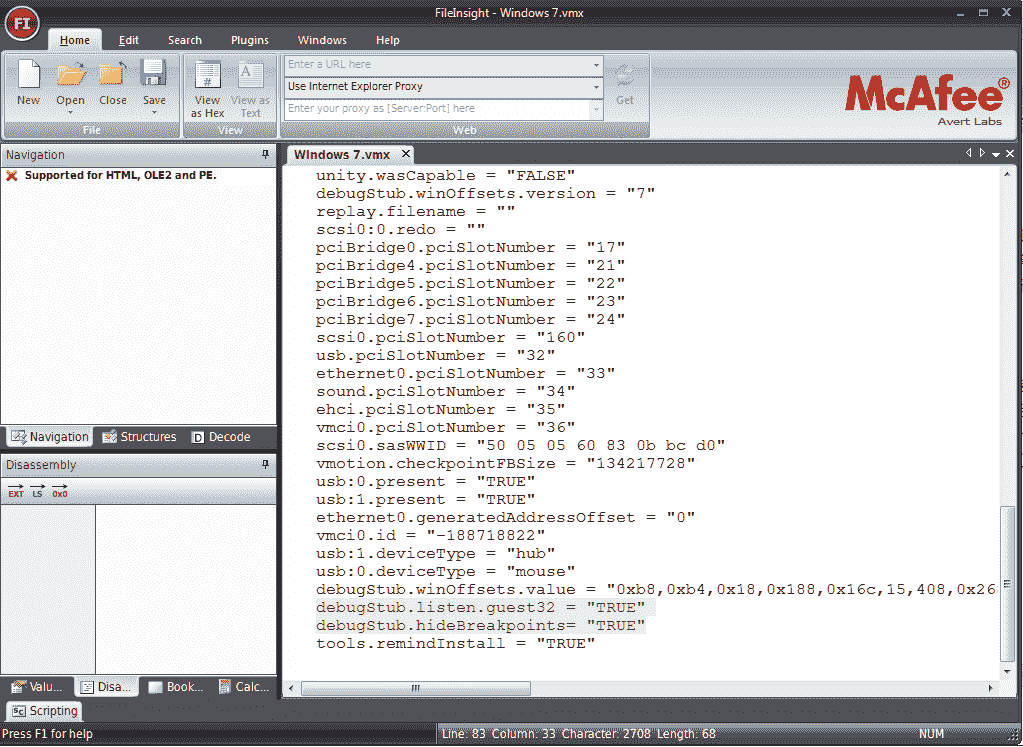 FileInsight - Windows 7.vmx
FI
Home Edit Search Plugins Windows Help
New Open Close Save
File
View as Hex View as Text
View
Enter a URL here
Use Internet Explorer Proxy
Enter your proxy as [Server:Port] here
Get
Web
McAfee®
Avert Labs
Navigation
Supported for HTML, OLE2 and PE.
Navigation Structures Decode
Disassembly
EXT LS 0x0
Valu... Disa... Book... Calc...
Scripting
Windows 7.vmx
unity.wasCapable = "FALSE"
debugStub.winOffsets.version = "7"
replay.filename = ""
scsi0:0.redo = ""
pciBridge0.pciSlotNumber = "17"
pciBridge4.pciSlotNumber = "21"
pciBridge5.pciSlotNumber = "22"
pciBridge6.pciSlotNumber = "23"
pciBridge7.pciSlotNumber = "24"
scsi0.pciSlotNumber = "160"
usb.pciSlotNumber = "32"
ethernet0.pciSlotNumber = "33"
sound.pciSlotNumber = "34"
ehci.pciSlotNumber = "35"
vmci0.pciSlotNumber = "36"
scsi0.sasWWID = "50 05 05 60 83 0b bc d0"
vmotion.checkpointFBSize = "134217728"
usb:0.present = "TRUE"
usb:1.present = "TRUE"
ethernet0.generatedAddressOffset = "0"
vmci0.id = "-188718822"
usb:1.deviceType = "hub"
usb:0.deviceType = "mouse"
debugStub.winOffsets.value = "0xb8,0xb4,0x18,0x188,0x16c,15,408,0x26
debugStub.listen.guest32 = "TRUE"
debugStub.hideBreakpoints= "TRUE"
tools.remindInstall = "TRUE"
Press F1 for help
Line: 83 Column: 33 Character: 2708 Length: 68
NUM